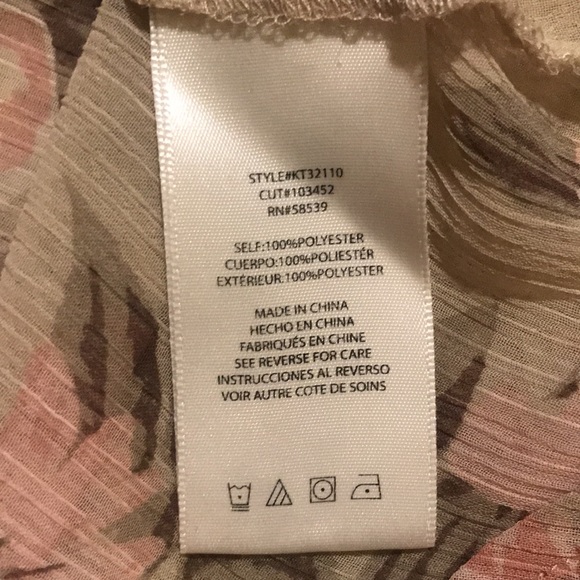 STYLE#KT32110
CUT#103452
RN#58539
SELF:100%POLYESTER
CUERPO:100%POLIESTÉR
EXTÉRIEUR:100%POLYESTER
MADE IN CHINA
HECHO EN CHINA
FABRIQUÉS EN CHINE
SEE REVERSE FOR CARE
INSTRUCCIONES AL REVERSO
VOIR AUTRE COTE DE SOINS